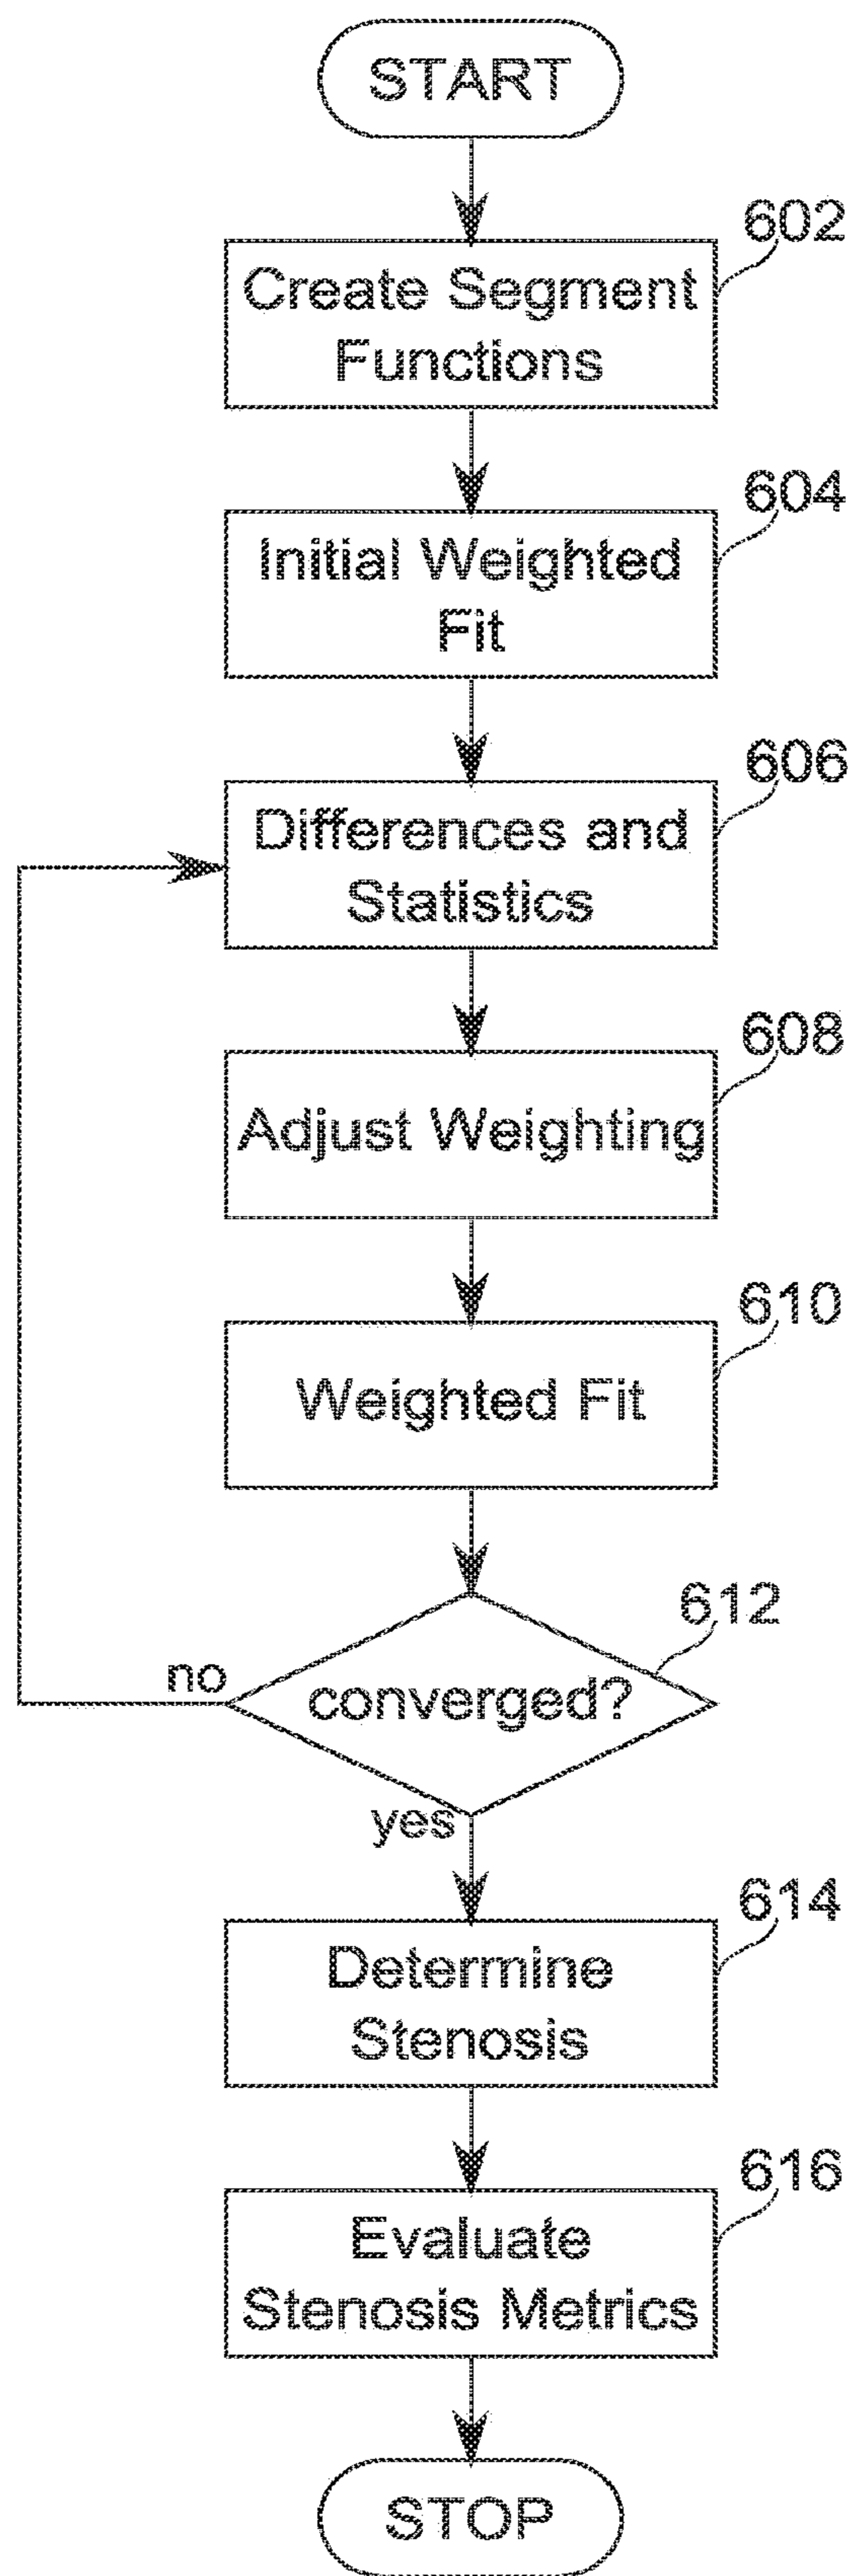 START
602
Create Segment
Functions
604
Initial Weighted
Fit
606
Differences and
Statistics
608
Adjust Weighting
610
Weighted Fit
612
no
converged?
yes
614
Determine
Stenosis
616
Evaluate
Stenosis Metrics
STOP